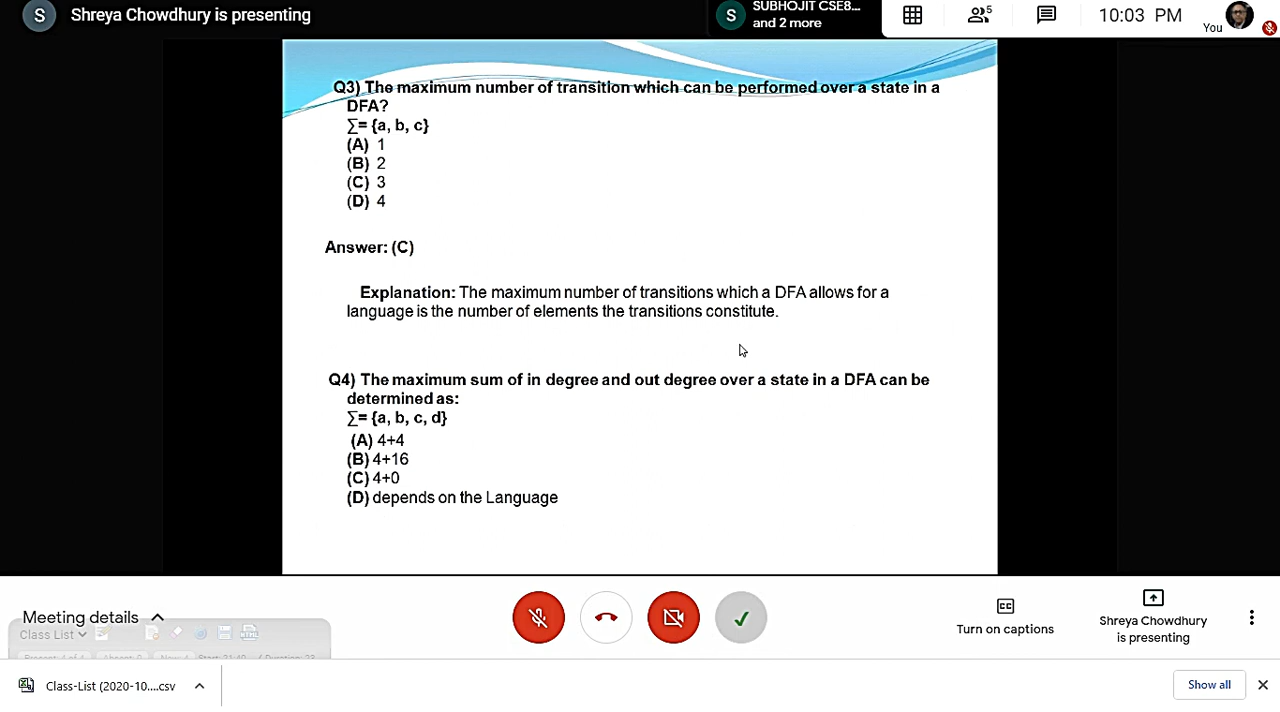 S Shreya Chowdhury is presenting
S SUBHOJIT CSE8...
and 2 more
5
10:03 PM
You
Q3) The maximum number of transition which can be performed over a state in a
DFA?
∑= {a, b, c}
(A) 1
(B) 2
(C) 3
(D) 4
Answer: (C)
Explanation: The maximum number of transitions which a DFA allows for a
language is the number of elements the transitions constitute.
Q4) The maximum sum of in degree and out degree over a state in a DFA can be
determined as:
∑= {a, b, c, d}
(A) 4+4
(B) 4+16
(C) 4+0
(D) depends on the Language
Meeting details
Class List
HTML
CC
Turn on captions
Shreya Chowdhury
is presenting
Class-List (2020-10....csv
Show all